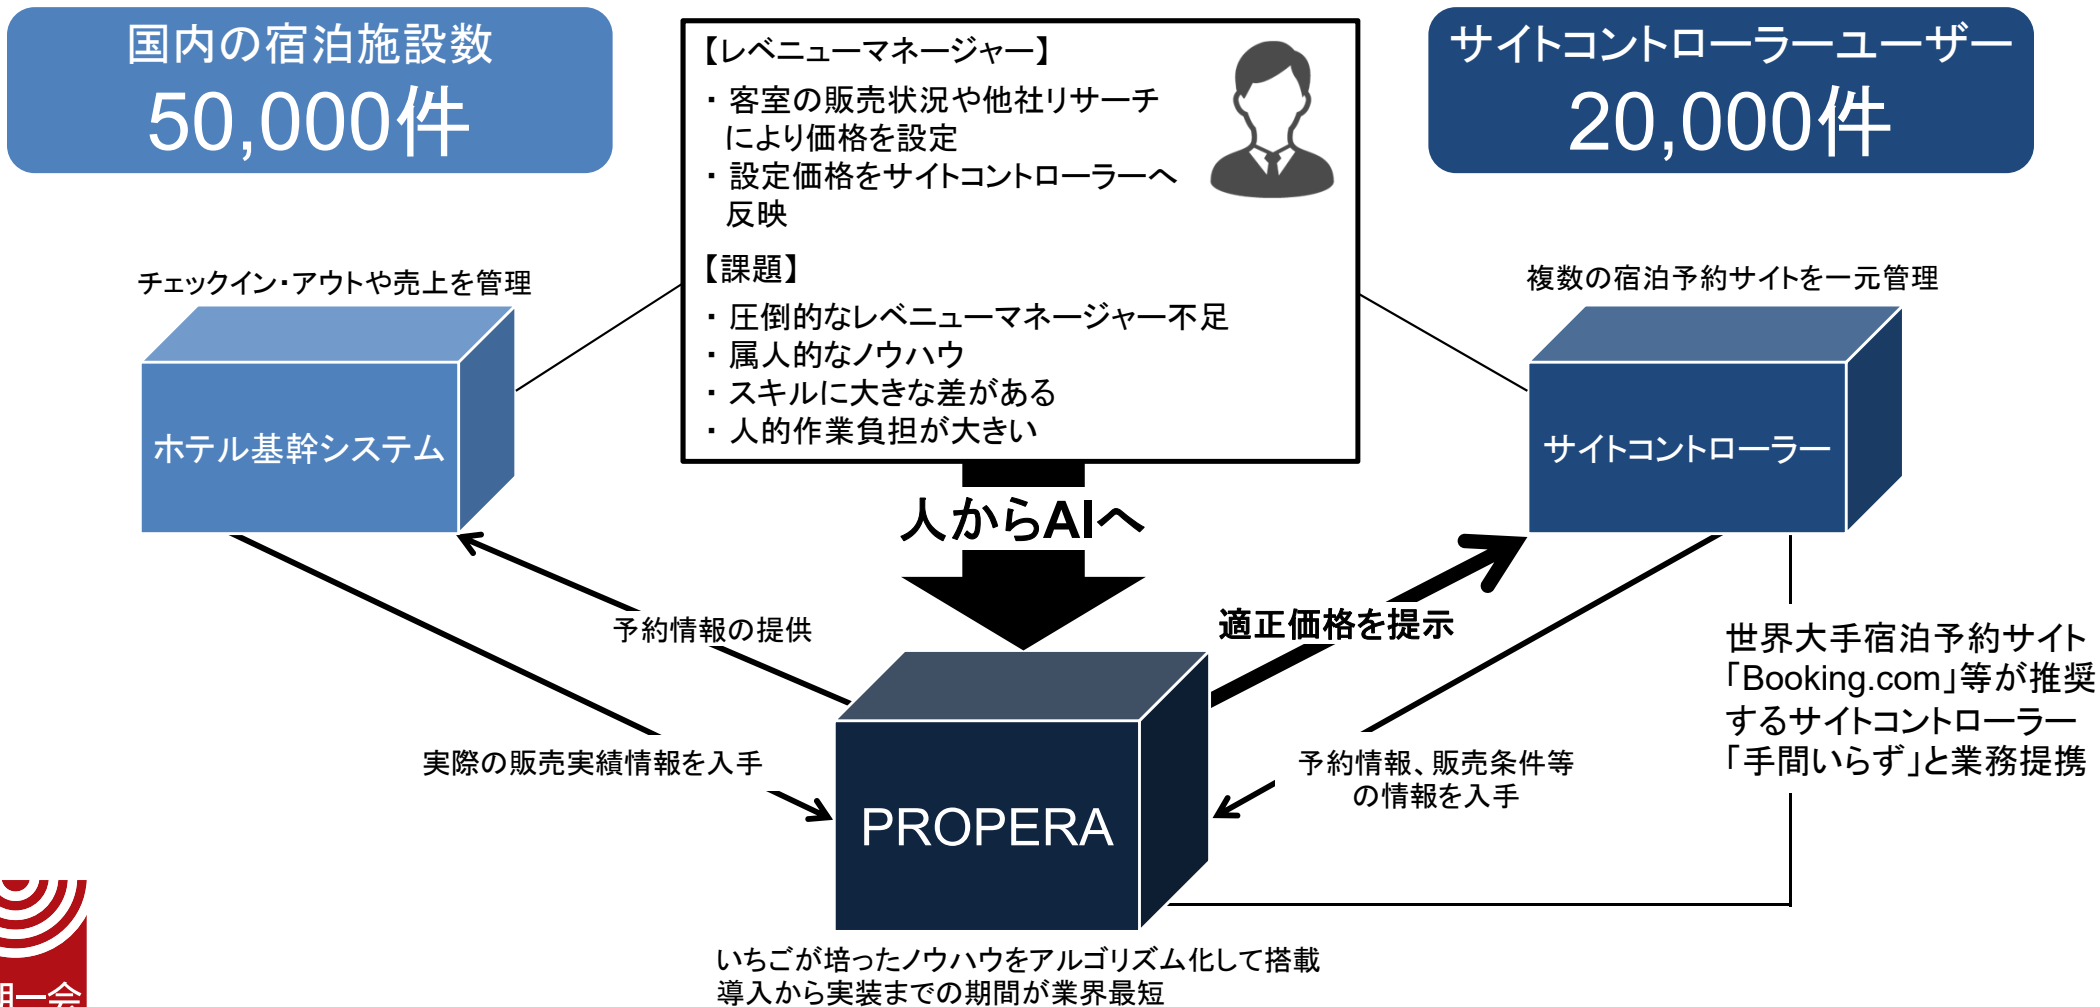 国内の宿泊施設数
50,000件
【レベニューマネージャー】
・ 客室の販売状況や他社リサーチ
により価格を設定
・ 設定価格をサイトコントローラーへ
反映
【課題】
・ 圧倒的なレベニューマネージャー不足
・ 属人的なノウハウ
・ スキルに大きな差がある
・ 人的作業負担が大きい
サイトコントローラーユーザー
20,000件
チェックイン・アウトや売上を管理
ホテル基幹システム
複数の宿泊予約サイトを一元管理
サイトコントローラー
人からAIへ
予約情報の提供
適正価格を提示
実際の販売実績情報を入手
予約情報、販売条件等
の情報を入手
世界大手宿泊予約サイト
「Booking.com」等が推奨
するサイトコントローラー
「手間いらず」と業務提携
PROPERA
いちごが培ったノウハウをアルゴリズム化して搭載
導入から実装までの期間が業界最短
期一会